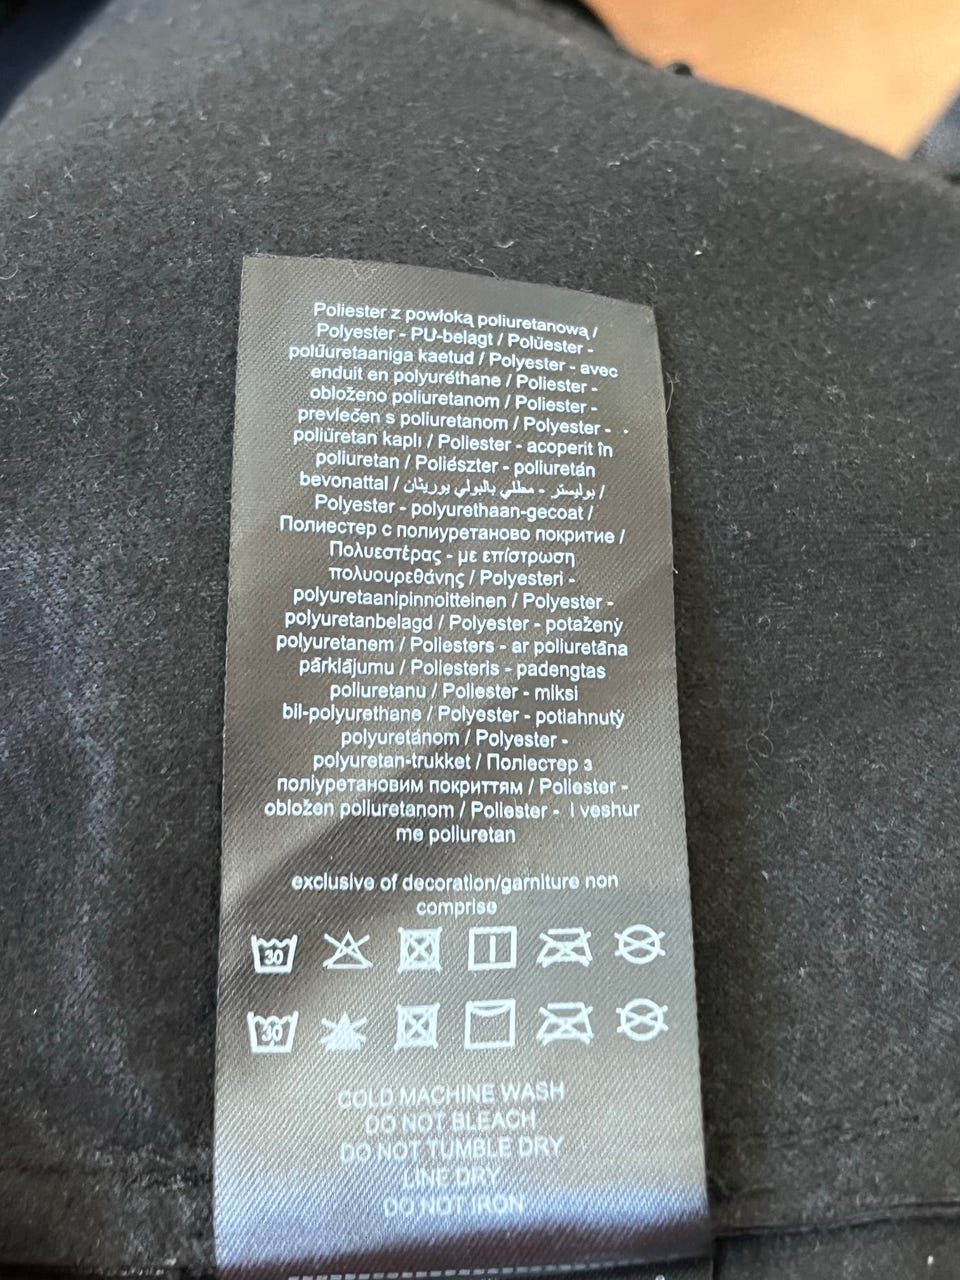 Poliester z powłoką poliuretanową /
Polyester - PU-belagt / Polüester -
polüuretaaniga kaetud / Polyester - avec
enduit en polyuréthane / Poliester -
obloženo poliuretanom / Poliester -
prevlečen s poliuretanom / Polyester -
poliüretan kaplı / Poliester - acoperit în
poliuretan / Poliészter - poliuretán
bevonattal / بوليستر - مطلي بالبولي يوريثان /
Polyester - polyurethaan-gecoat /
Полиестер с полиуретаново покритие /
Πολυεστέρας - με επίστρωση
πολυουρεθάνης / Polyesteri -
polyuretaanipinnoitteinen / Polyester -
polyuretanbelagd / Polyester - potažený
polyuretanem / Poliesters - ar poliuretāna
pārklājumu / Poliesteris - padengtas
poliuretanu / Poliester - miksi
bil-polyurethane / Polyester - potiahnutý
polyuretánom / Polyester -
polyuretan-trukket / Поліестер з
поліуретановим покриттям / Poliester -
obložen poliuretanom / Poliester - i veshur
me poliuretan
exclusive of decoration/garniture non
comprise
30
30
COLD MACHINE WASH
DO NOT BLEACH
DO NOT TUMBLE DRY
LINE DRY
DO NOT IRON